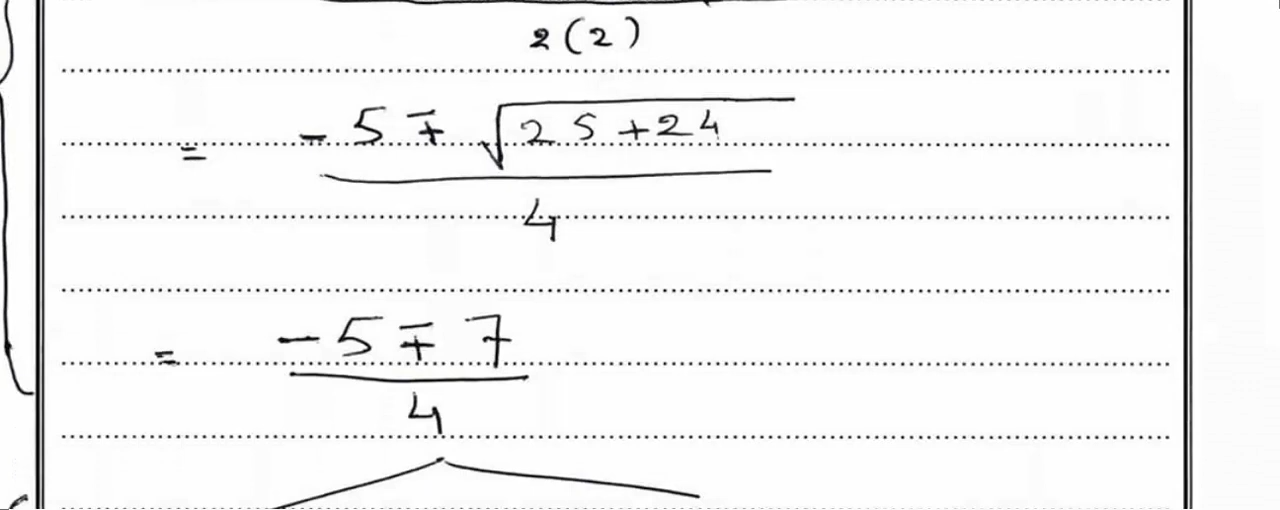 2(2)
= -5 ∓ √25+24
4
= -5 ∓ 7
4